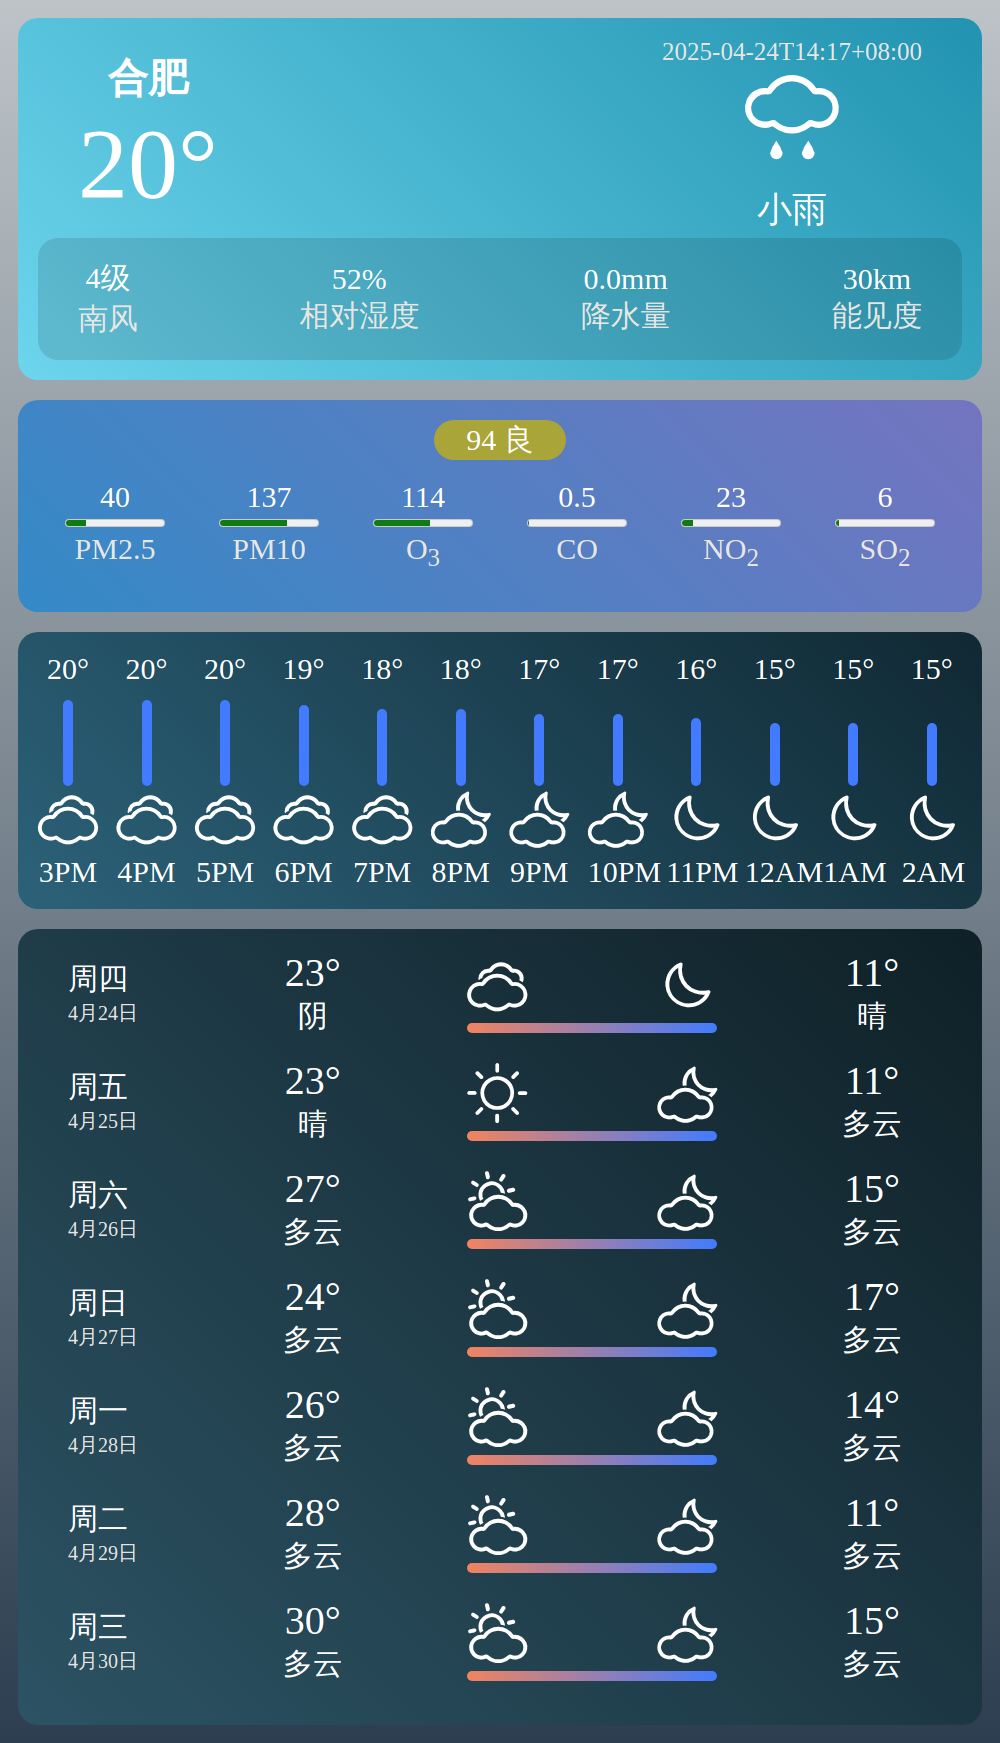 2025-04-24T14:17+08:00
合肥
20°
小雨
4级 52% 0.0mm 30km
南风 相对湿度 降水量 能见度
94 良
40 137 114 0.5 23 6
PM2.5 PM10 O3 CO NO2 SO2
20° 20° 20° 19° 18° 18° 17° 17° 16° 15° 15° 15°
3PM 4PM 5PM 6PM 7PM 8PM 9PM 10PM 11PM 12AM 1AM 2AM
周四 23° 11°
4月24日 阴 晴
周五 23° 11°
4月25日 晴 多云
周六 27° 15°
4月26日 多云 多云
周日 24° 17°
4月27日 多云 多云
周一 26° 14°
4月28日 多云 多云
周二 28° 11°
4月29日 多云 多云
周三 30° 15°
4月30日 多云 多云